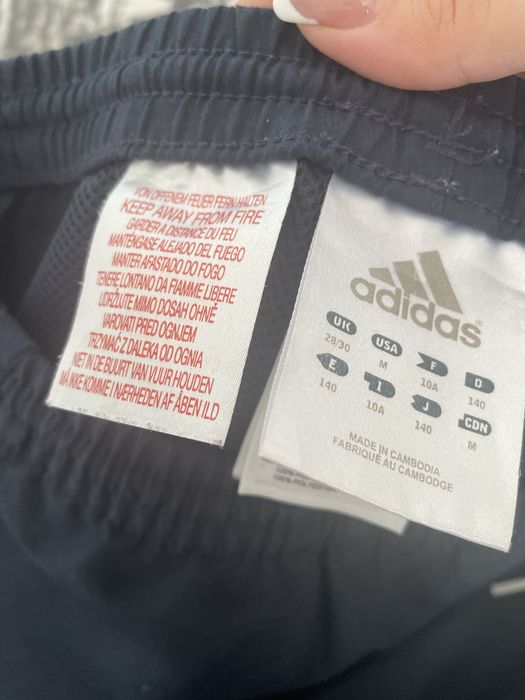 VON OFFENEM FEUER FERN HALTEN
KEEP AWAY FROM FIRE
GARDER A DISTANCE DU FEU
MANTÉNGASE ALEJADO DEL FUEGO
MANTER AFASTADO DO FOGO
TENERE LONTANO DA FIAMME LIBERE
UDRŽUJTE MIMO DOSAH OHNĚ
VAROVATI PRED OGNJEM
TRZYMAĆ Z DALEKA OD OGNIA
NIET IN DE BUURT VAN VUUR HOUDEN
MÅ IKKE KOMME I NÆRHEDEN AF ÅBEN ILD
adidas
UK USA F D
28/30 M 10A 140
E I J CDN
140 10A 140 M
MADE IN CAMBODIA
FABRIQUÉ AU CAMBODGE
100% POLYESTER